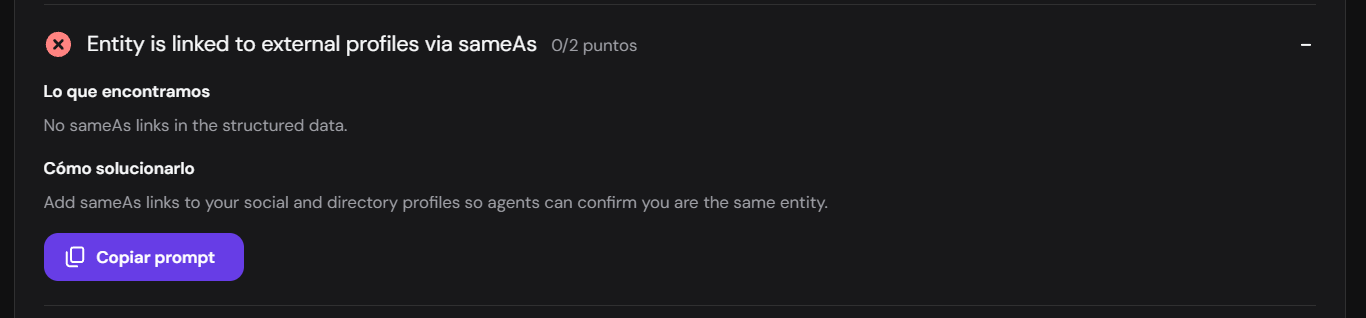 Entity is linked to external profiles via sameAs 0/2 puntos
Lo que encontramos
No sameAs links in the structured data.
Cómo solucionarlo
Add sameAs links to your social and directory profiles so agents can confirm you are the same entity.
Copiar prompt